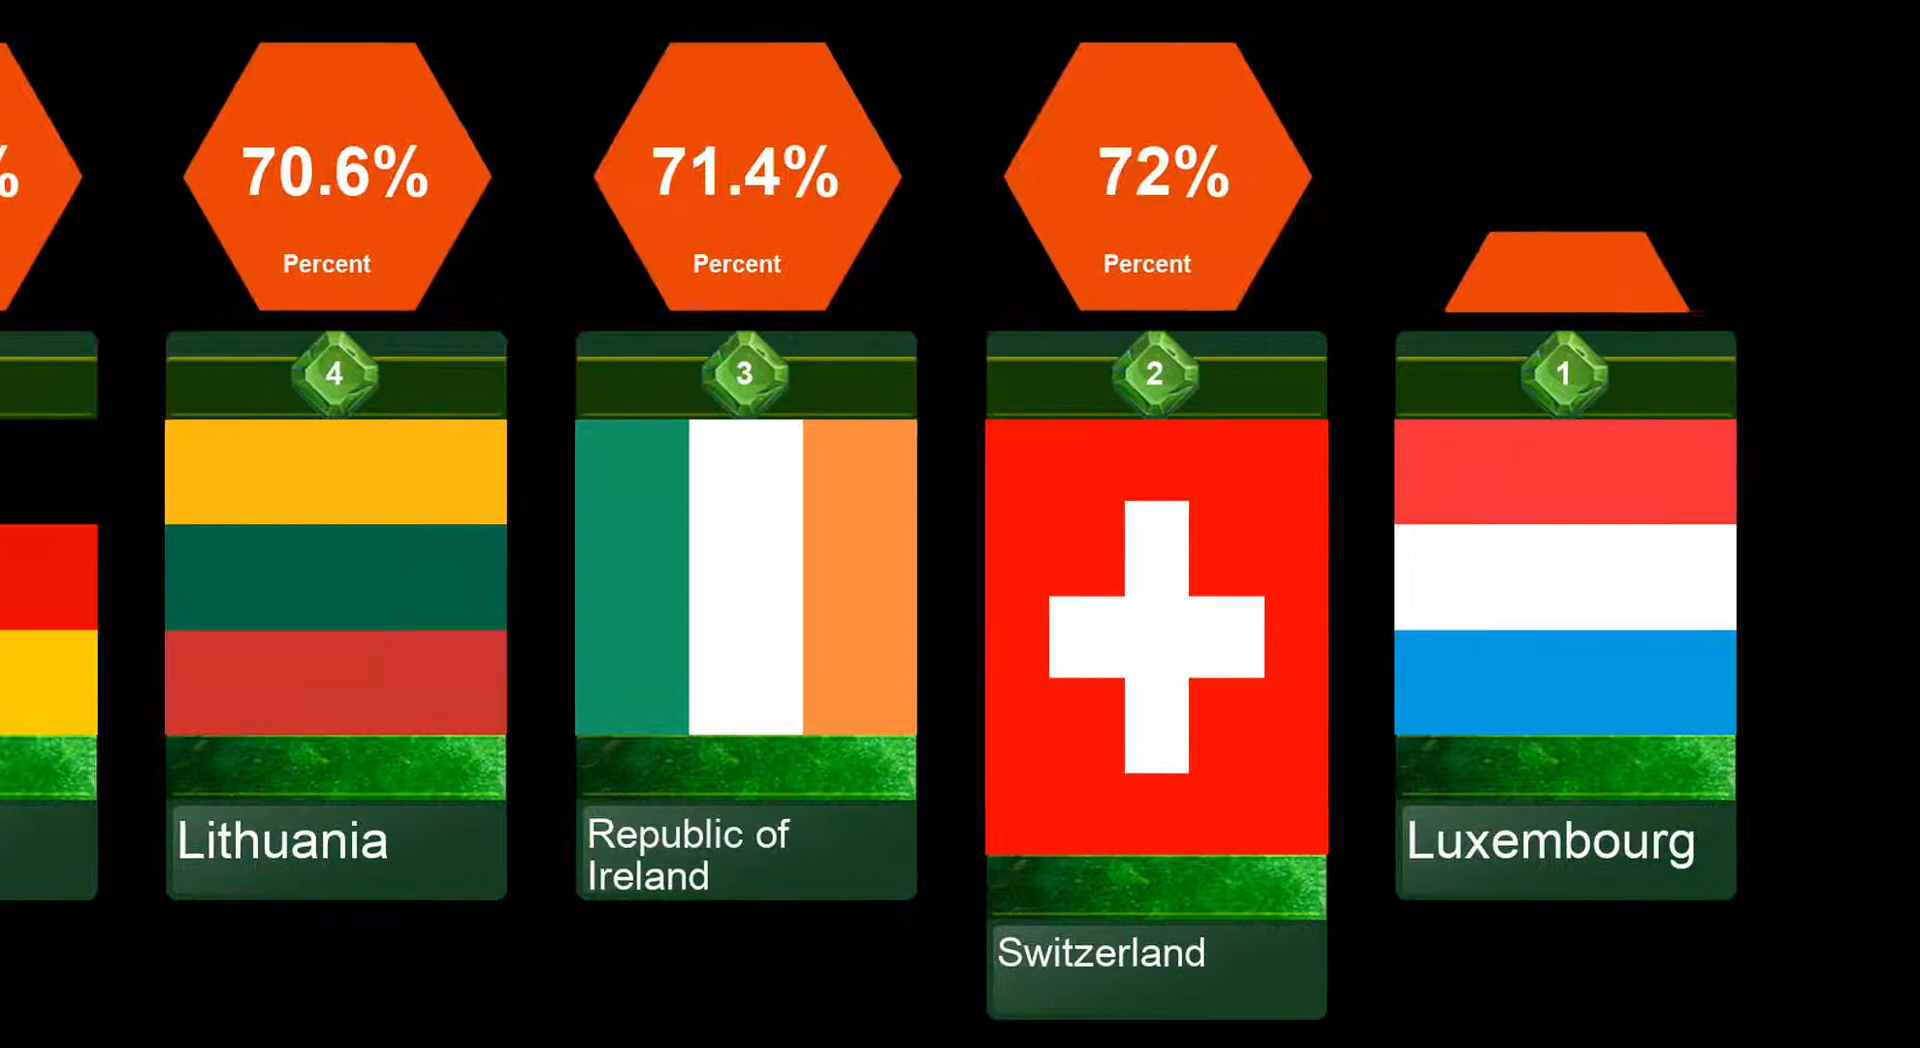 %
70.6%
Percent
71.4%
Percent
72%
Percent
4
3
2
1
Lithuania
Republic of
Ireland
Switzerland
Luxembourg